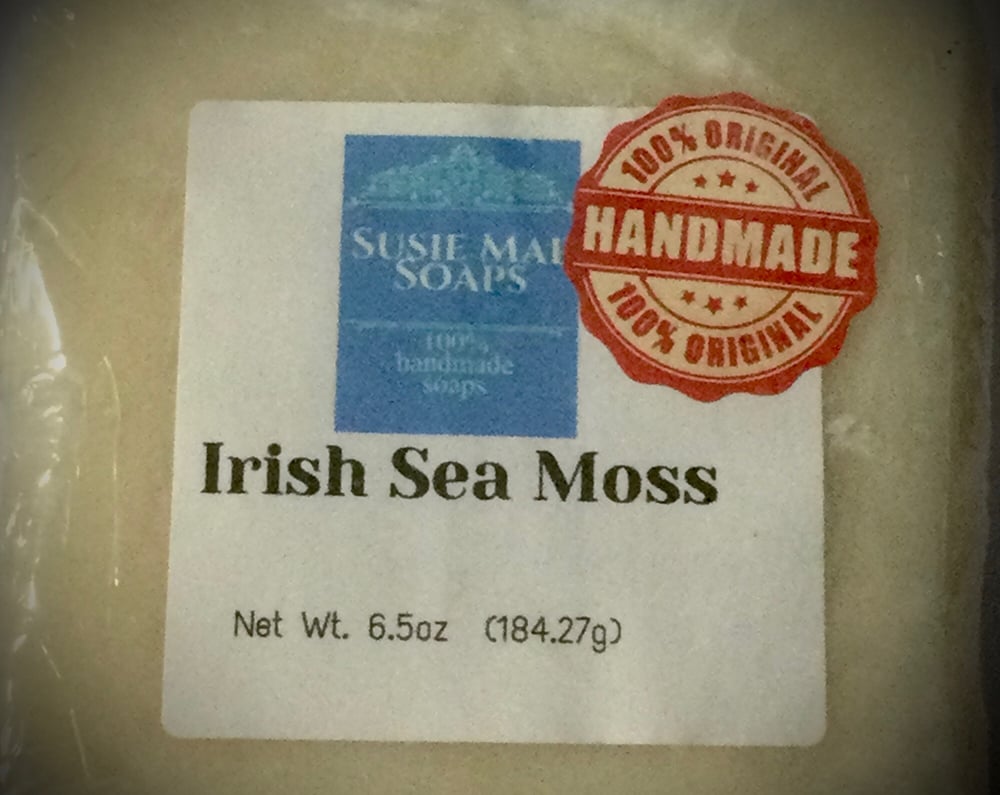 SUSIE MAE
SOAPS
100%
handmade
soaps
100% ORIGINAL
HANDMADE
100% ORIGINAL
Irish Sea Moss
Net Wt. 6.5oz (184.27g)